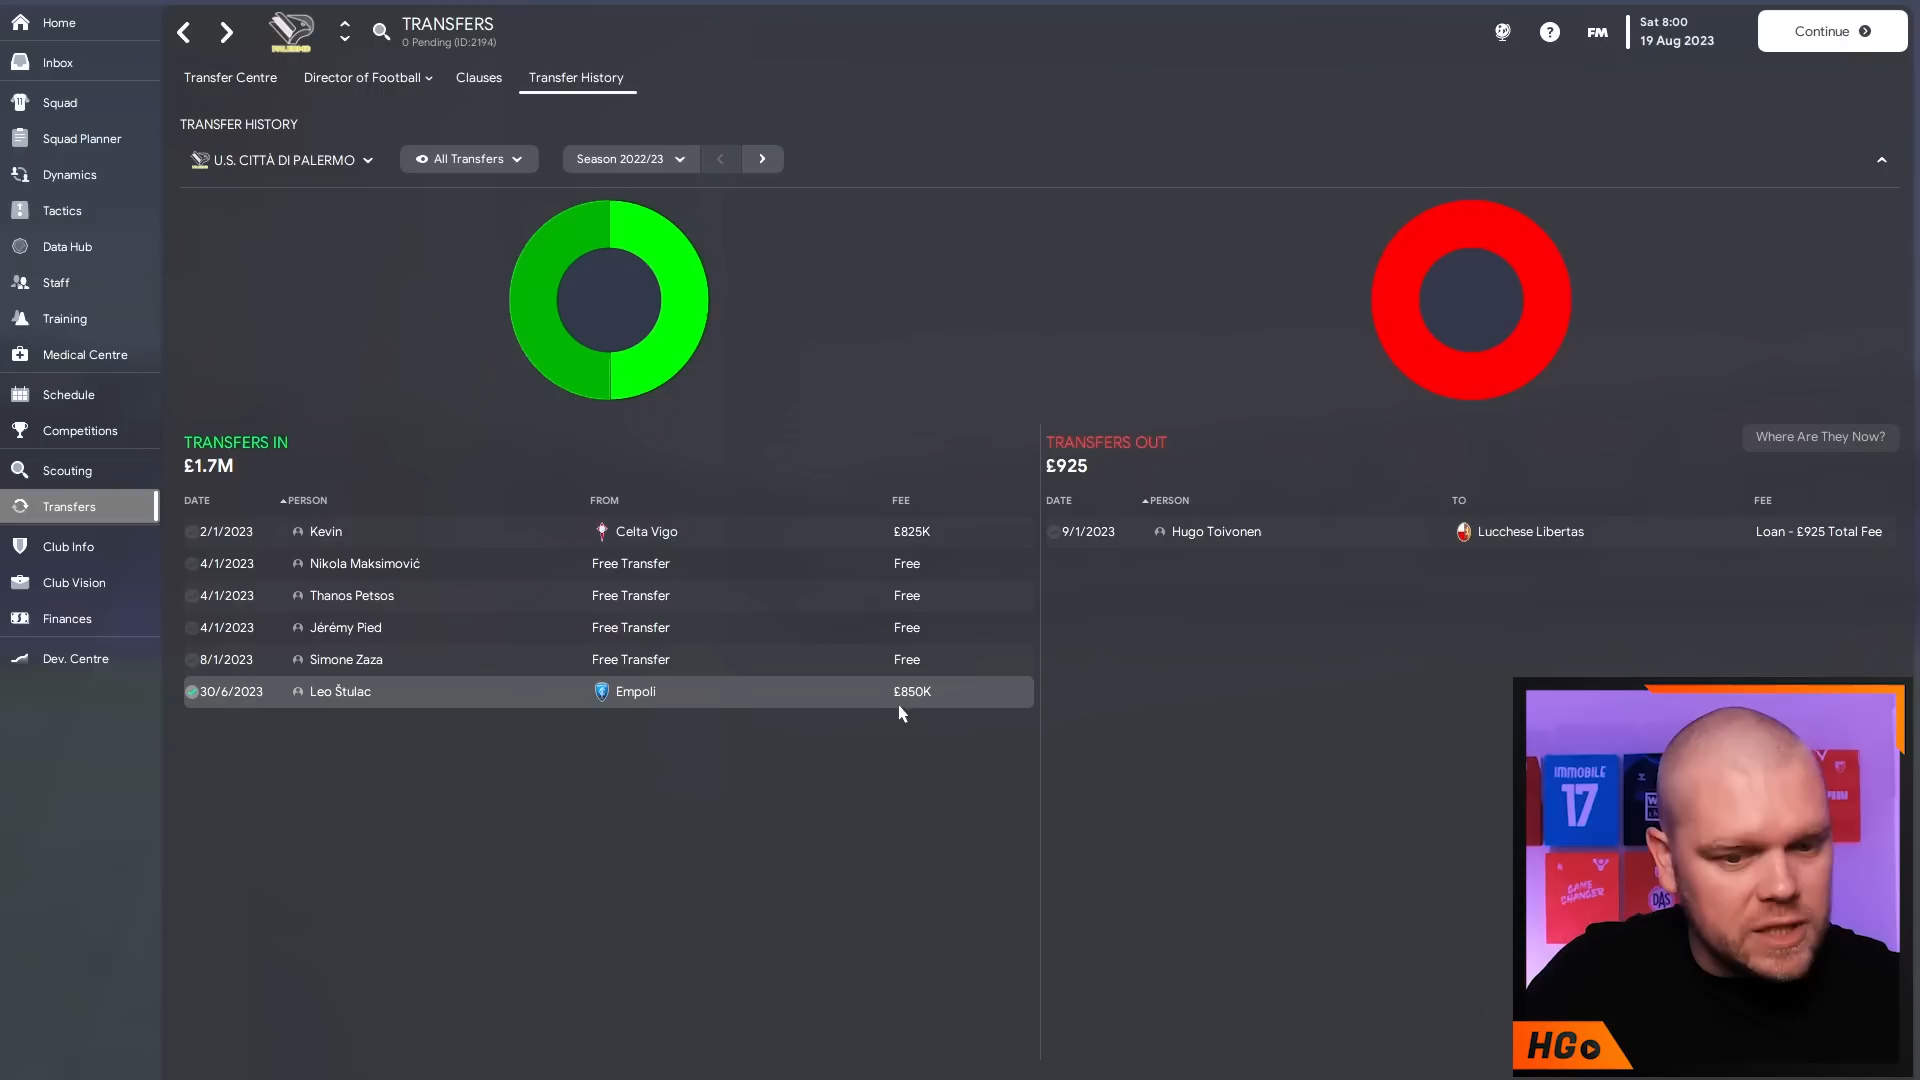 Home
Inbox
Squad
Squad Planner
Dynamics
Tactics
Data Hub
Staff
Training
Medical Centre
Schedule
Competitions
Scouting
Transfers
Club Info
Club Vision
Finances
Dev. Centre
PALERMO
TRANSFERS
0 Pending (ID:2194)
FM
Sat 8:00
19 Aug 2023
Continue
Transfer Centre Director of Football Clauses Transfer History
TRANSFER HISTORY
U.S. CITTÀ DI PALERMO All Transfers Season 2022/23
TRANSFERS IN
£1.7M
DATE PERSON FROM FEE
2/1/2023 Kevin Celta Vigo £825K
4/1/2023 Nikola Maksimović Free Transfer Free
4/1/2023 Thanos Petsos Free Transfer Free
4/1/2023 Jérémy Pied Free Transfer Free
8/1/2023 Simone Zaza Free Transfer Free
30/6/2023 Leo Štulac Empoli £850K
TRANSFERS OUT
£925
Where Are They Now?
DATE PERSON TO FEE
9/1/2023 Hugo Toivonen Lucchese Libertas Loan - £925 Total Fee
IMMOBILE
17
GAME
CHANGER
DAS
HG